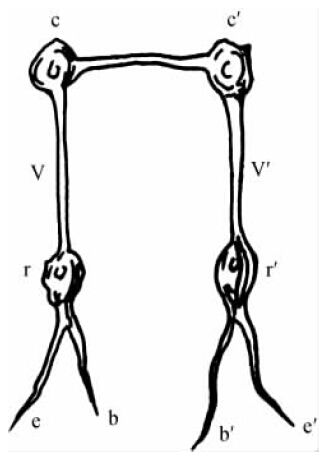 c c′
V V′
r r′
e b b′ e′